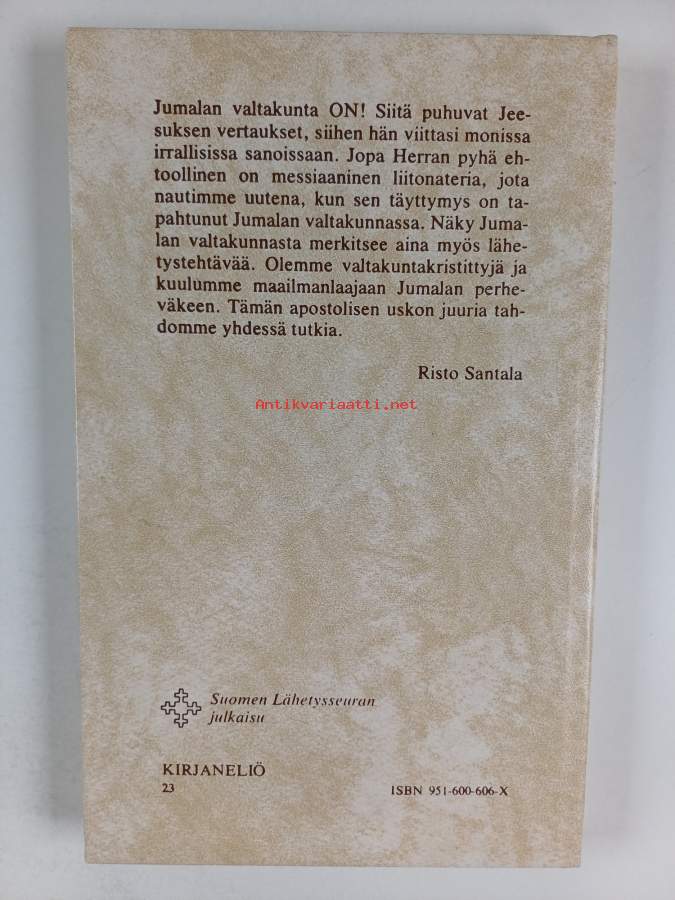 Jumalan valtakunta ON! Siitä puhuvat Jee-
suksen vertaukset, siihen hän viittasi monissa
irrallisissa sanoissaan. Jopa Herran pyhä eh-
toollinen on messiaaninen liitonateria, jota
nautimme uutena, kun sen täyttymys on ta-
pahtunut Jumalan valtakunnassa. Näky Juma-
lan valtakunnasta merkitsee aina myös lähe-
tystehtävää. Olemme valtakuntakristittyjä ja
kuulumme maailmanlaajaan Jumalan perhe-
väkeen. Tämän apostolisen uskon juuria tah-
domme yhdessä tutkia.
Risto Santala
Antikvariaatti.net
Suomen Lähetysseuran
julkaisu
KIRJANELIÖ
23
ISBN 951-600-606-X